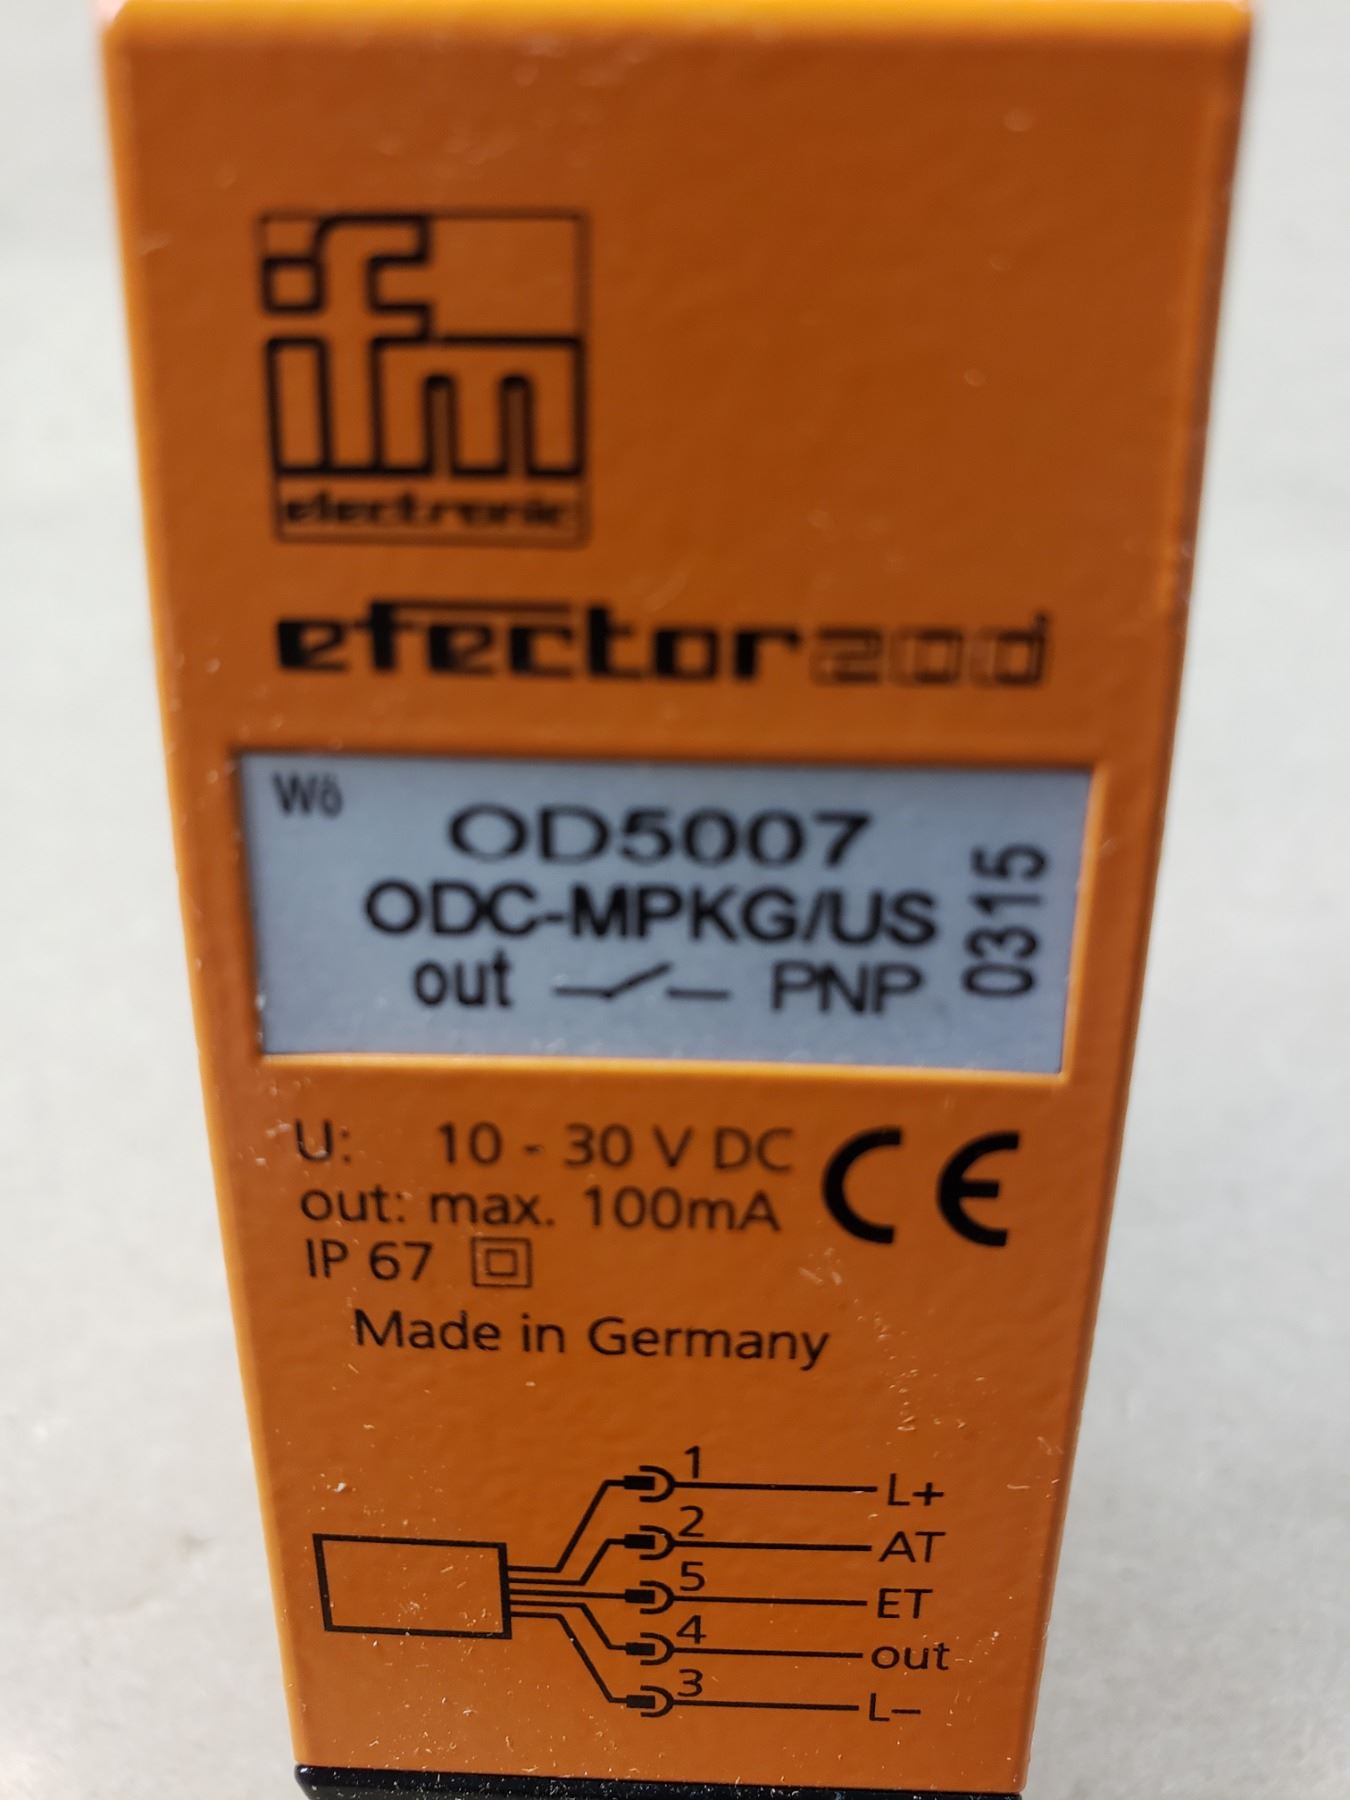 ifm
electronic
efector200
Wö
OD5007
ODC-MPKG/US
out PNP
0315
U: 10 - 30 V DC
out: max. 100mA
IP 67
CE
Made in Germany
1 L+
2 AT
5 ET
4 out
3 L−